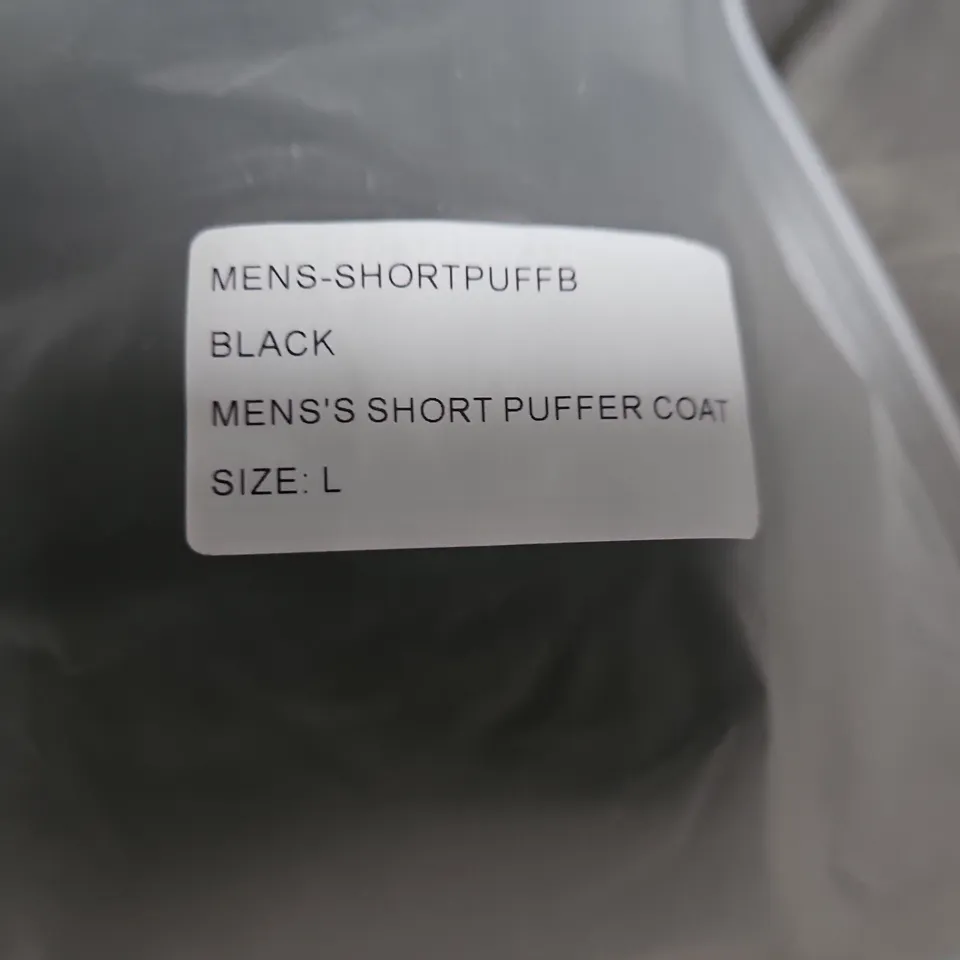 MENS-SHORTPUFFB
BLACK
MENS'S SHORT PUFFER COAT
SIZE: L